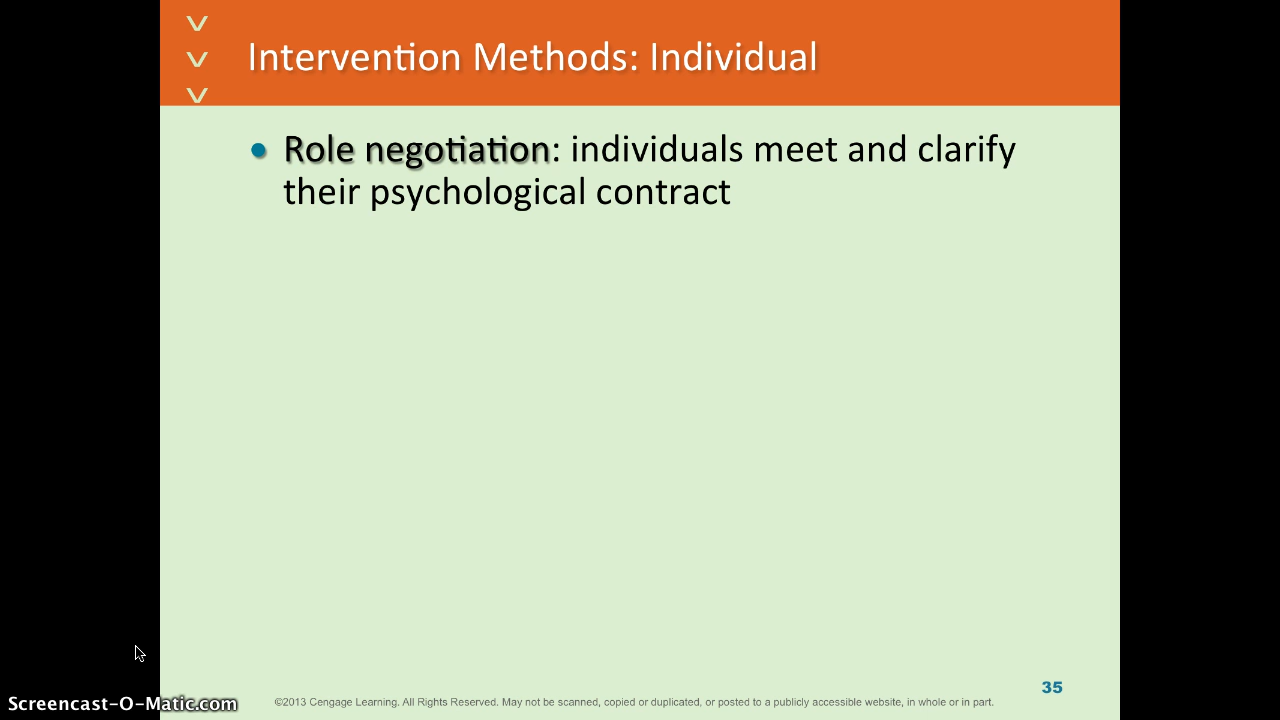 Intervention Methods: Individual
• Role negotiation: individuals meet and clarify
their psychological contract
35
©2013 Cengage Learning. All Rights Reserved. May not be scanned, copied or duplicated, or posted to a publicly accessible website, in whole or in part.
Screencast-O-Matic.com